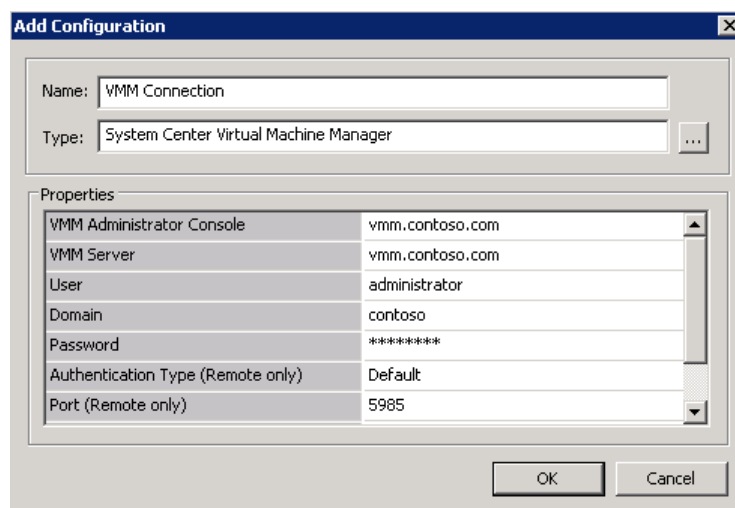 Add Configuration
Name: VMM Connection
Type: System Center Virtual Machine Manager ...
Properties
VMM Administrator Console vmm.contoso.com
VMM Server vmm.contoso.com
User administrator
Domain contoso
Password ********
Authentication Type (Remote only) Default
Port (Remote only) 5985
OK Cancel